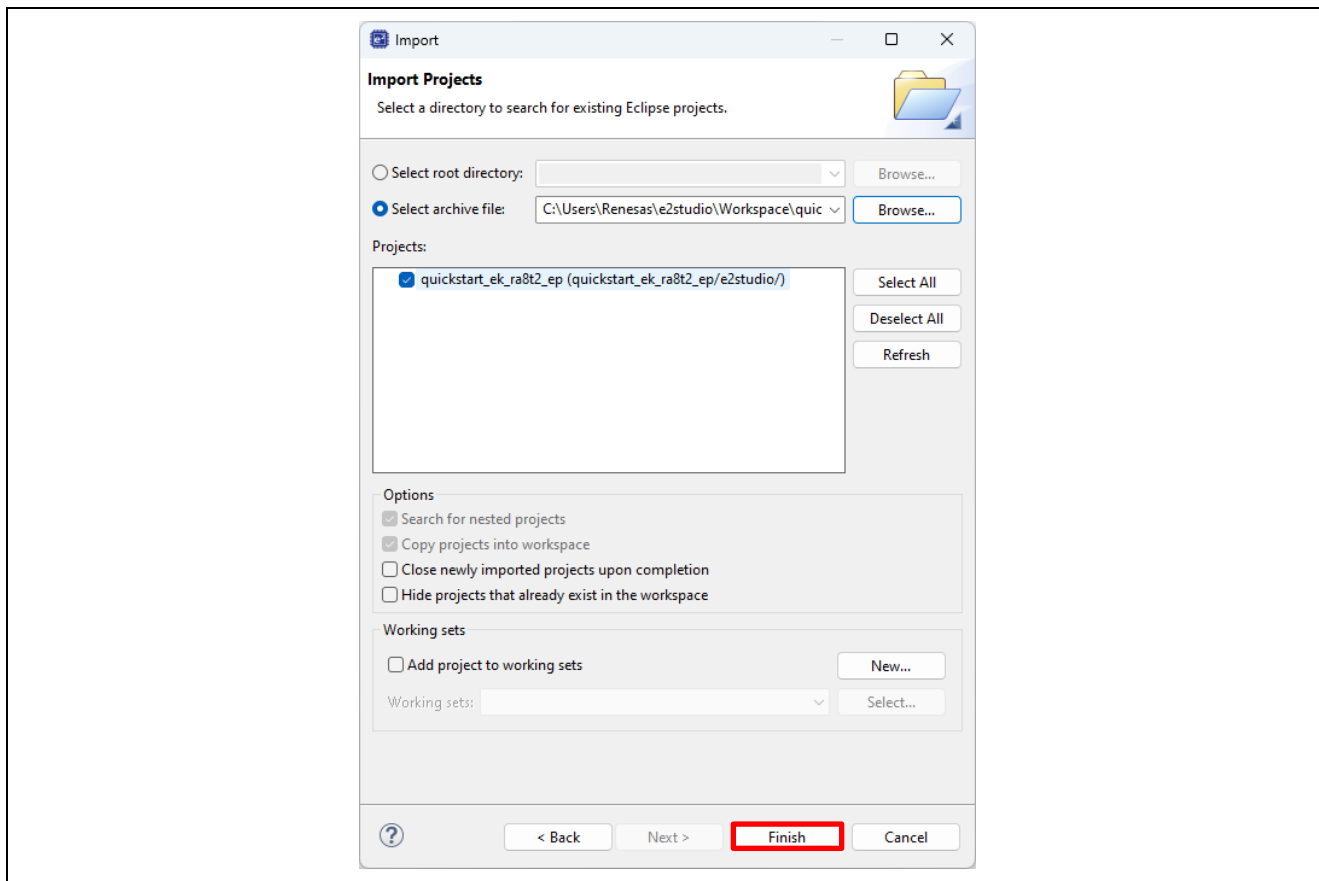 Import
Import Projects
Select a directory to search for existing Eclipse projects.
Select root directory:
Browse...
Select archive file:
C:\Users\Renesas\e2studio\Workspace\quic
Browse...
Projects:
quickstart_ek_ra8t2_ep (quickstart_ek_ra8t2_ep/e2studio/)
Select All
Deselect All
Refresh
Options
Search for nested projects
Copy projects into workspace
Close newly imported projects upon completion
Hide projects that already exist in the workspace
Working sets
Add project to working sets
New...
Working sets:
Select...
?
< Back
Next >
Finish
Cancel